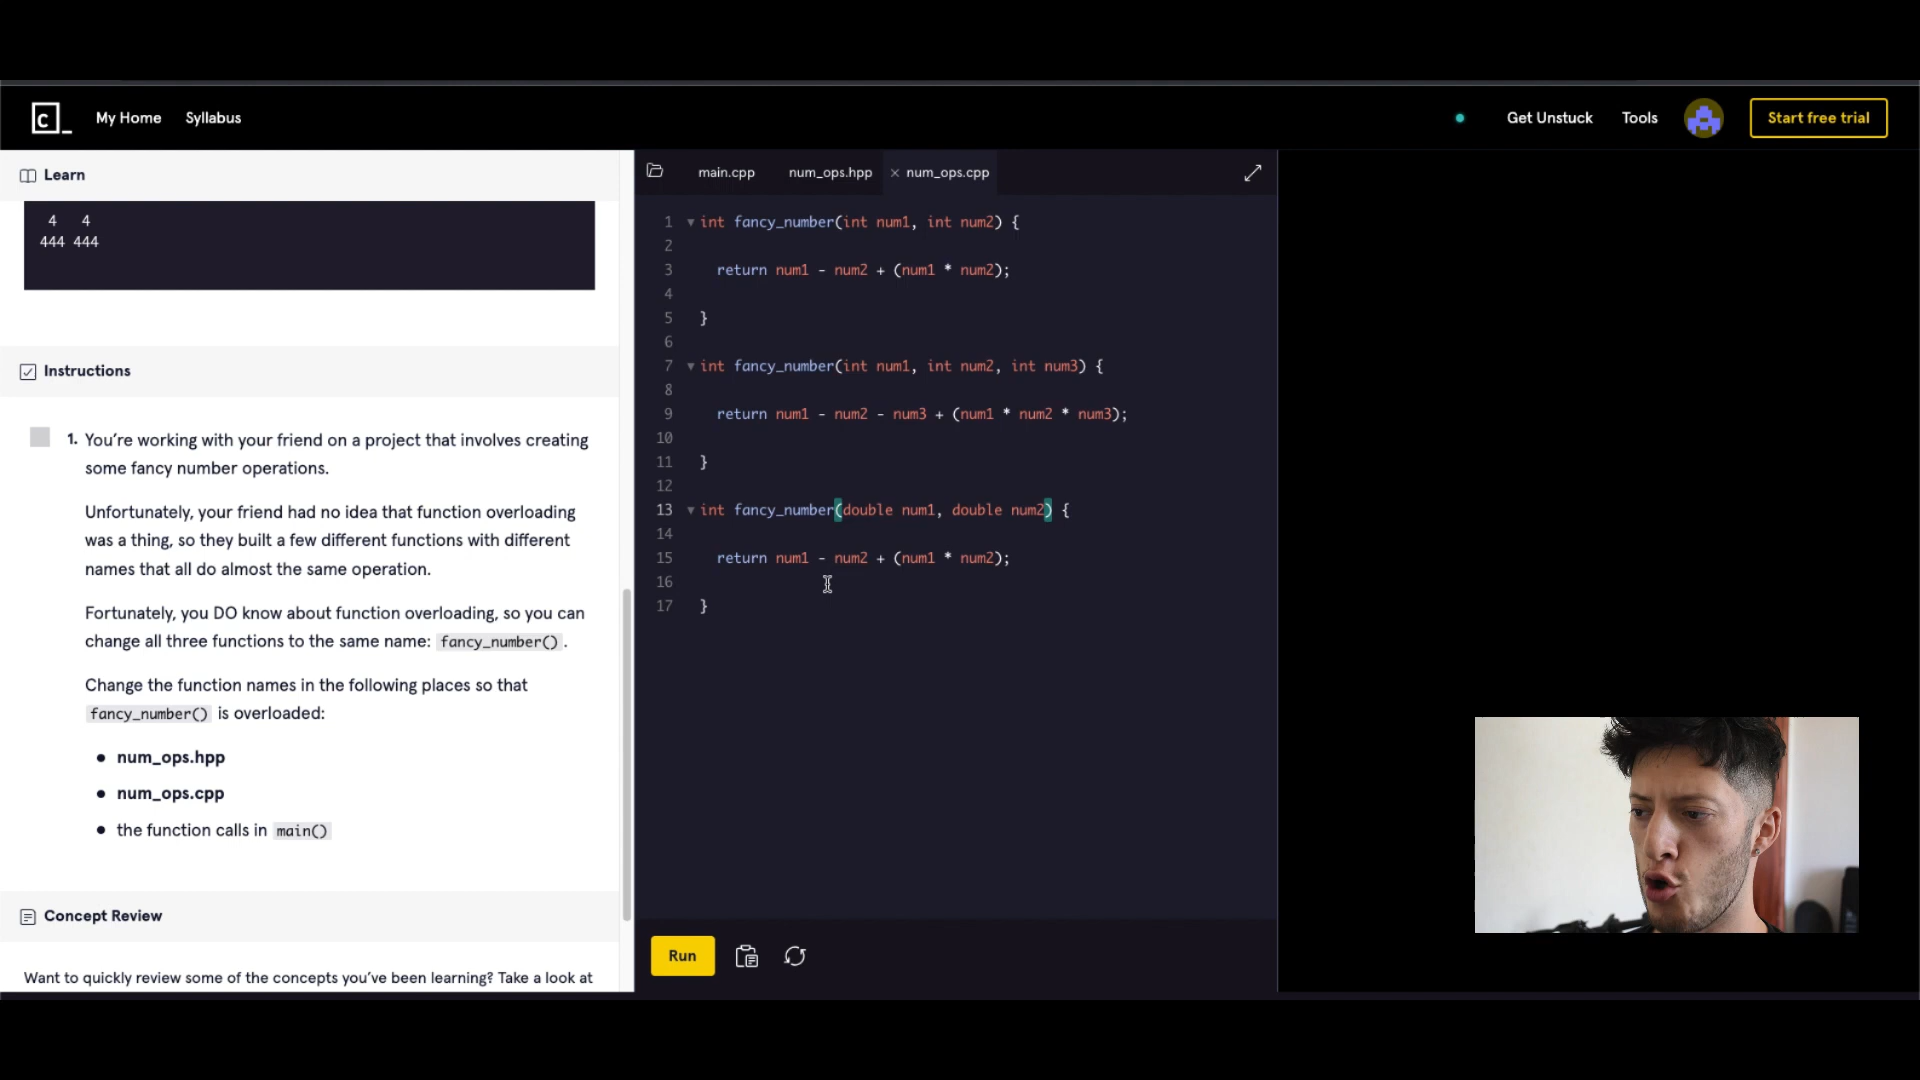 c_
My Home
Syllabus
Get Unstuck
Tools
Start free trial
Learn
4 4
444 444
Instructions
1. You're working with your friend on a project that involves creating
some fancy number operations.
Unfortunately, your friend had no idea that function overloading
was a thing, so they built a few different functions with different
names that all do almost the same operation.
Fortunately, you DO know about function overloading, so you can
change all three functions to the same name: fancy_number().
Change the function names in the following places so that
fancy_number() is overloaded:
• num_ops.hpp
• num_ops.cpp
• the function calls in main()
Concept Review
Want to quickly review some of the concepts you've been learning? Take a look at
main.cpp
num_ops.hpp
× num_ops.cpp
1 int fancy_number(int num1, int num2) {
2
3 return num1 - num2 + (num1 * num2);
4
5 }
6
7 int fancy_number(int num1, int num2, int num3) {
8
9 return num1 - num2 - num3 + (num1 * num2 * num3);
10
11 }
12
13 int fancy_number(double num1, double num2) {
14
15 return num1 - num2 + (num1 * num2);
16
17 }
Run